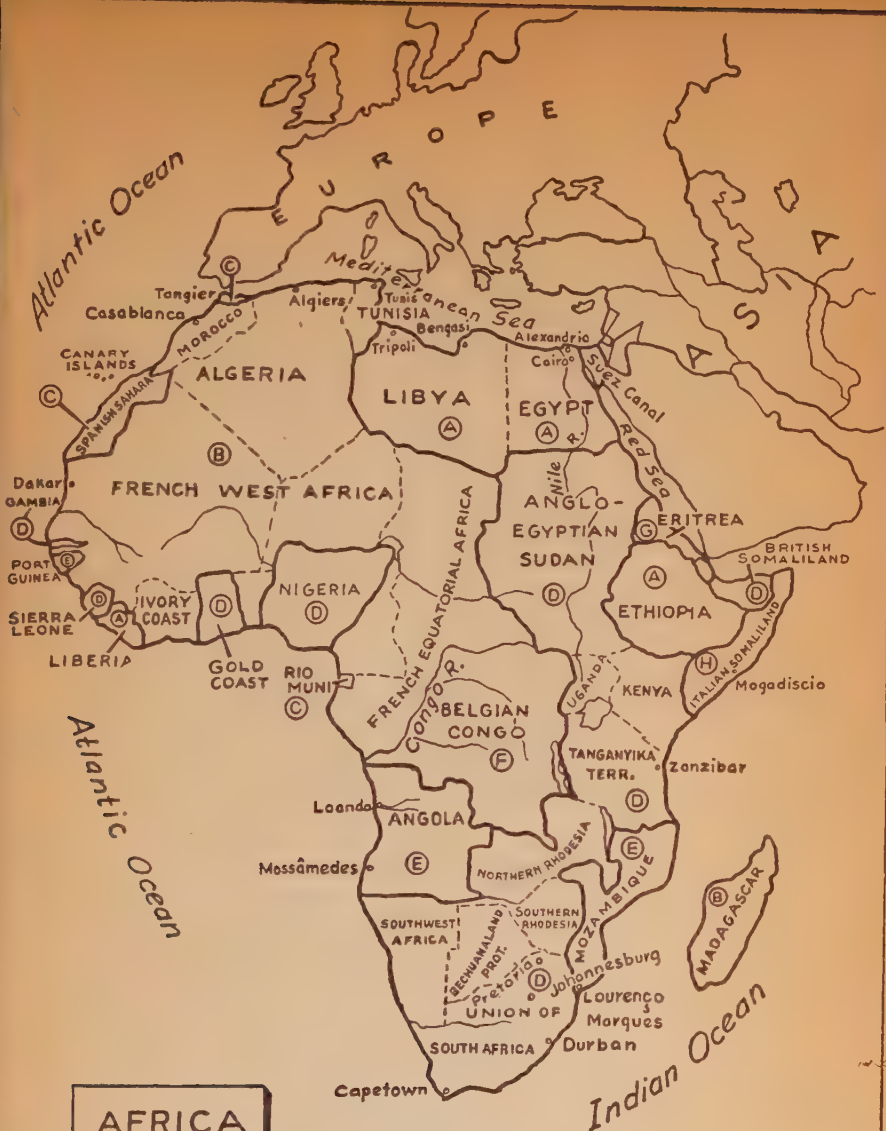 EUROPE
ASIA
Atlantic Ocean
Mediterranean Sea
C
Tangier
Casablanca
MOROCCO
Algiers
Tunis
TUNISIA
Tripoli
Bengasi
Alexandria
Cairo
Suez Canal
CANARY
ISLANDS
C
SPANISH SAHARA
ALGERIA
LIBYA
A
EGYPT
A
Nile R.
Red Sea
B
FRENCH WEST AFRICA
Dakar
GAMBIA
D
PORT
GUINEA
E
SIERRA
LEONE
D
A
LIBERIA
IVORY
COAST
D
GOLD
COAST
NIGERIA
D
RIO
MUNI
C
FRENCH EQUATORIAL AFRICA
ANGLO-
EGYPTIAN
SUDAN
D
G
ERITREA
BRITISH
SOMALILAND
D
A
ETHIOPIA
H
ITALIAN SOMALILAND
Mogadiscio
UGANDA
KENYA
Congo R.
BELGIAN
CONGO
F
TANGANYIKA
TERR.
D
Zanzibar
Atlantic Ocean
Loanda
ANGOLA
E
Mossâmedes
NORTHERN RHODESIA
E
MOZAMBIQUE
SOUTHERN
RHODESIA
SOUTHWEST
AFRICA
BECHUANALAND
PROT.
B
MADAGASCAR
Pretoria
D
Johannesburg
Lourenço
Marques
UNION OF
SOUTH AFRICA
Durban
Capetown
Indian Ocean
AFRICA